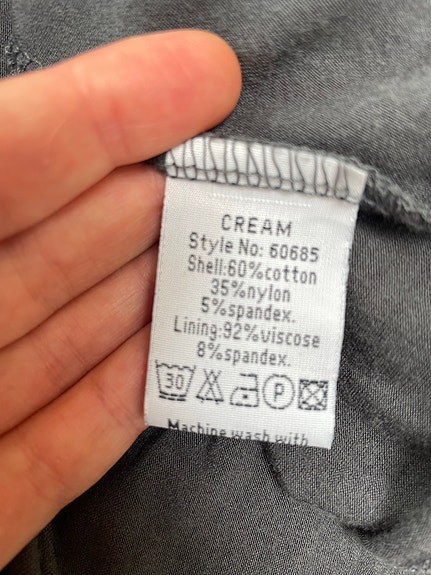 CREAM
Style No: 60685
Shell:60%cotton
35%nylon
5%spandex.
Lining:92%viscose
8%spandex.
30 P
Machine wash with